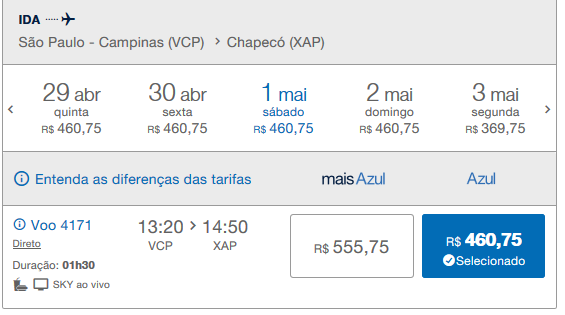 IDA
São Paulo - Campinas (VCP) > Chapecó (XAP)
29 abr
quinta
R$ 460,75
30 abr
sexta
R$ 460,75
1 mai
sábado
R$ 460,75
2 mai
domingo
R$ 460,75
3 mai
segunda
R$ 369,75
Entenda as diferenças das tarifas
maisAzul
Azul
Voo 4171
Direto
Duração: 01h30
SKY ao vivo
13:20 > 14:50
VCP XAP
R$ 555,75
R$ 460,75
Selecionado